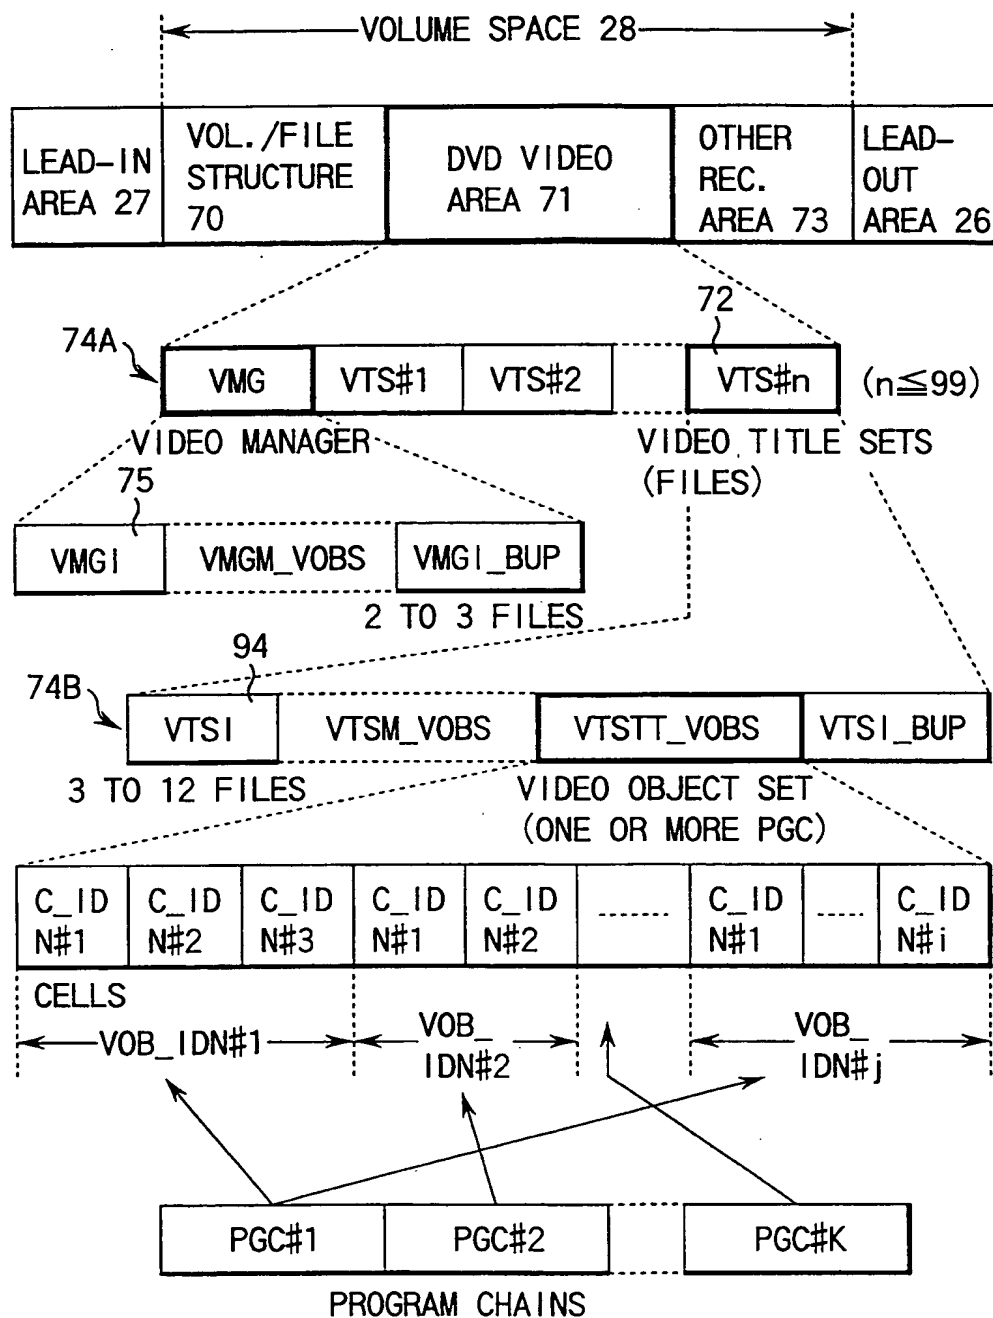 VOLUME SPACE 28
LEAD-IN
AREA 27
VOL./FILE
STRUCTURE
70
DVD VIDEO
AREA 71
OTHER
REC.
AREA 73
LEAD-
OUT
AREA 26
72
74A
VMG
VTS#1
VTS#2
VTS#n
(n≦99)
VIDEO MANAGER
VIDEO TITLE SETS
(FILES)
75
VMGI
VMGM_VOBS
VMGI_BUP
2 TO 3 FILES
94
74B
VTSI
VTSM_VOBS
VTSTT_VOBS
VTSI_BUP
3 TO 12 FILES
VIDEO OBJECT SET
(ONE OR MORE PGC)
C_ID
N#1
C_ID
N#2
C_ID
N#3
C_ID
N#1
C_ID
N#2
C_ID
N#1
C_ID
N#i
CELLS
VOB_IDN#1
VOB_
IDN#2
VOB_
IDN#j
PGC#1
PGC#2
PGC#K
PROGRAM CHAINS